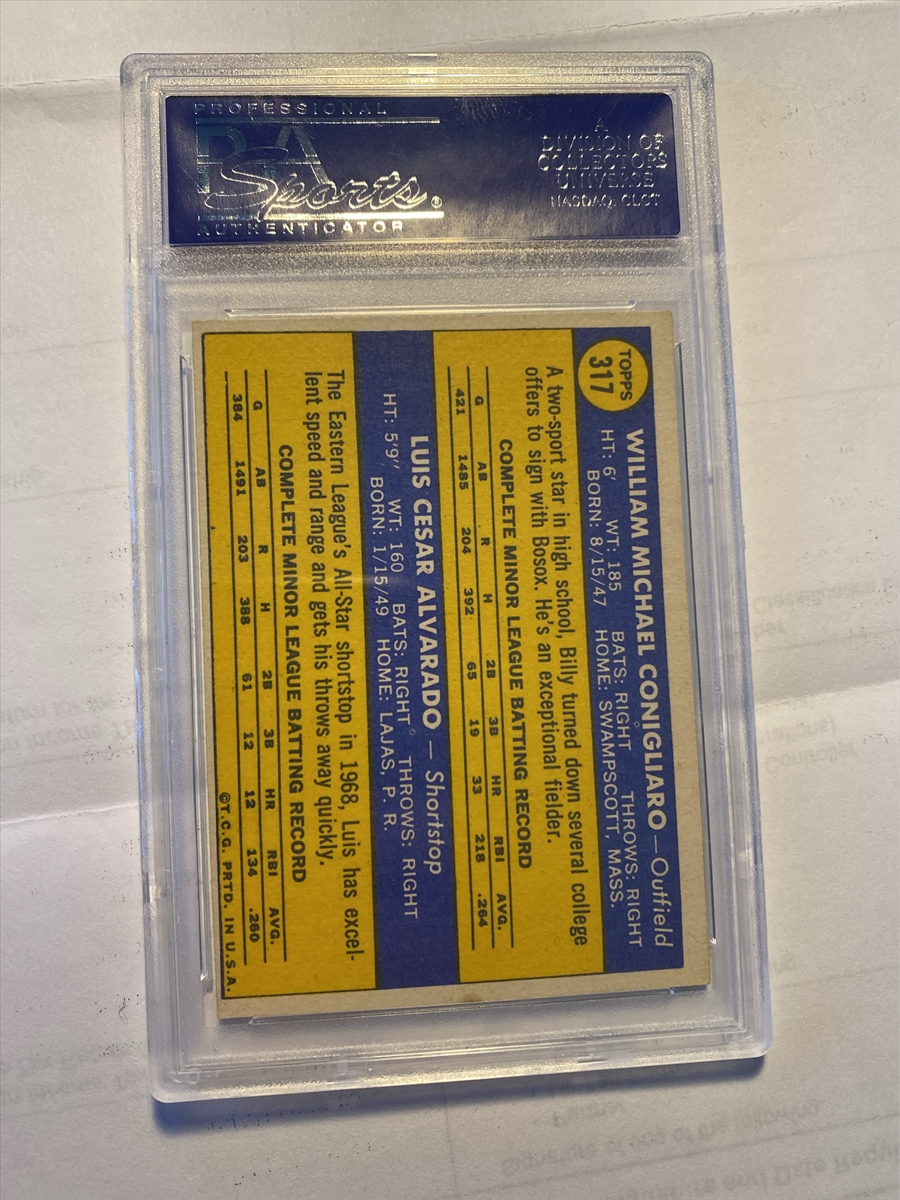 PROFESSIONAL
PSA
Sports®
AUTHENTICATOR
A
DIVISION OF
COLLECTORS
UNIVERSE
NASDAQ, CLCT
TOPPS
317
WILLIAM MICHAEL CONIGLIARO — Outfield
HT: 6' WT: 185 BATS: RIGHT THROWS: RIGHT
BORN: 8/15/47 HOME: SWAMPSCOTT, MASS.
A two-sport star in high school, Billy turned down several college
offers to sign with Bosox. He's an exceptional fielder.
COMPLETE MINOR LEAGUE BATTING RECORD
G AB R H 2B 3B HR RBI AVG.
421 1485 204 392 65 19 33 218 .264
LUIS CESAR ALVARADO — Shortstop
HT: 5'9" WT: 160 BATS: RIGHT THROWS: RIGHT
BORN: 1/15/49 HOME: LAJAS, P. R.
The Eastern League's All-Star shortstop in 1968, Luis has excel-
lent speed and range and gets his throws away quickly.
COMPLETE MINOR LEAGUE BATTING RECORD
G AB R H 2B 3B HR RBI AVG.
384 1491 203 388 61 12 12 134 .260
©T.C.G. PRTD. IN U.S.A.